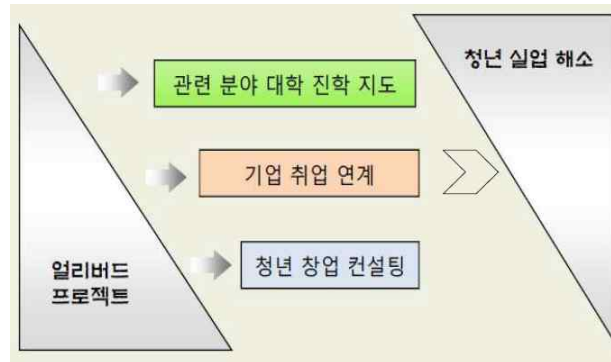 청년 실업 해소
관련 분야 대학 진학 지도
기업 취업 연계
청년 창업 컨설팅
얼리버드
프로젝트